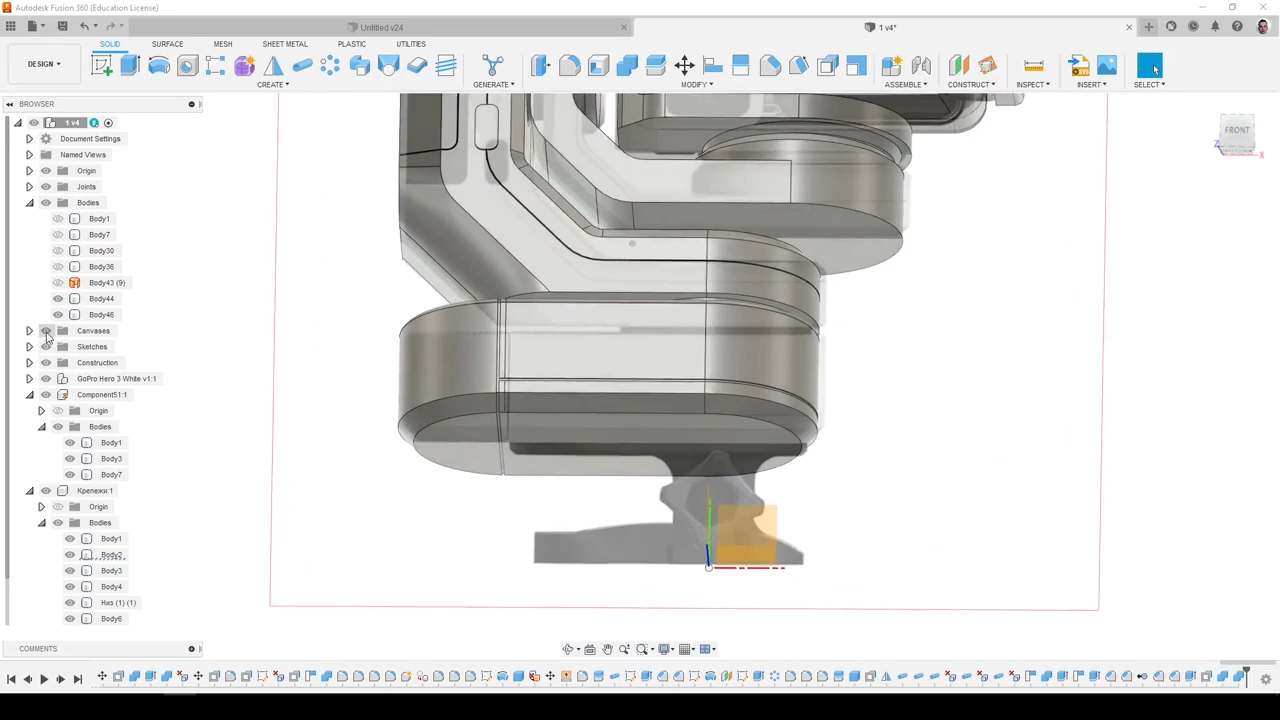 Autodesk Fusion 360 (Education License)
Untitled v24
1 v4*
SOLID SURFACE MESH SHEET METAL PLASTIC UTILITIES
DESIGN
CREATE GENERATE MODIFY ASSEMBLE CONSTRUCT INSPECT INSERT SELECT
BROWSER
1 v4
Document Settings
Named Views
Origin
Joints
Bodies
Body1
Body7
Body30
Body36
Body43 (9)
Body44
Body46
Canvases
Sketches
Construction
GoPro Hero 3 White v1:1
Component51:1
Origin
Bodies
Body1
Body3
Body7
Крепежи:1
Origin
Bodies
Body1
Body2
Body3
Body4
Низ (1) (1)
Body6
COMMENTS
FRONT
Z
X